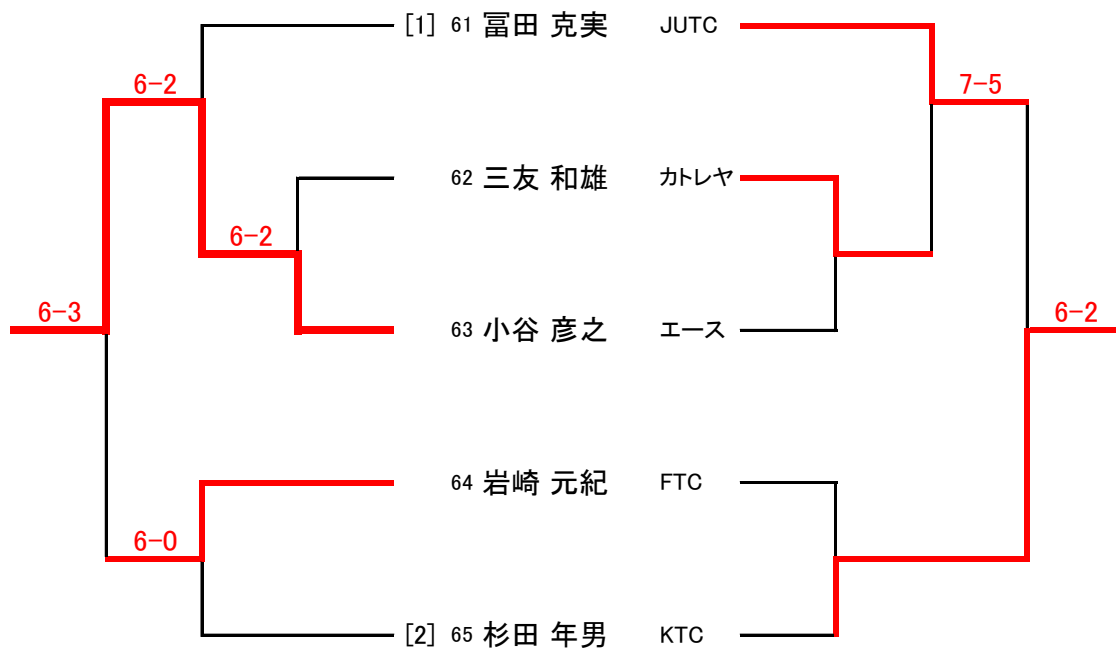 [1] 61 冨田 克実 JUTC
6-2 7-5
62 三友 和雄 カトレヤ
6-2
6-3 63 小谷 彦之 エース 6-2
64 岩崎 元紀 FTC
6-0
[2] 65 杉田 年男 KTC